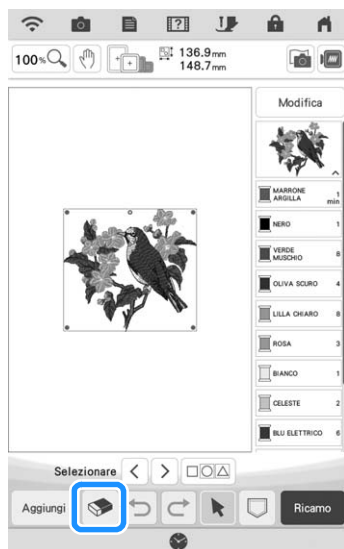 100%
136.9mm
148.7mm
Modifica
MARRONE
ARGILLA
1
min
NERO 1
VERDE
MUSCHIO 8
OLIVA SCURO 4
LILLA CHIARO 8
ROSA 3
BIANCO 1
CELESTE 2
BLU ELETTRICO 6
Selezionare
Aggiungi
Ricamo